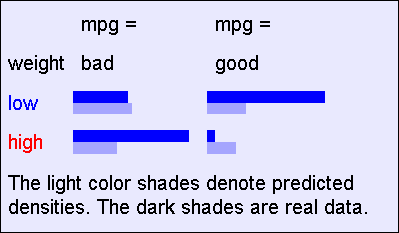 mpg = mpg =
weight bad good
low
high
The light color shades denote predicted
densities. The dark shades are real data.